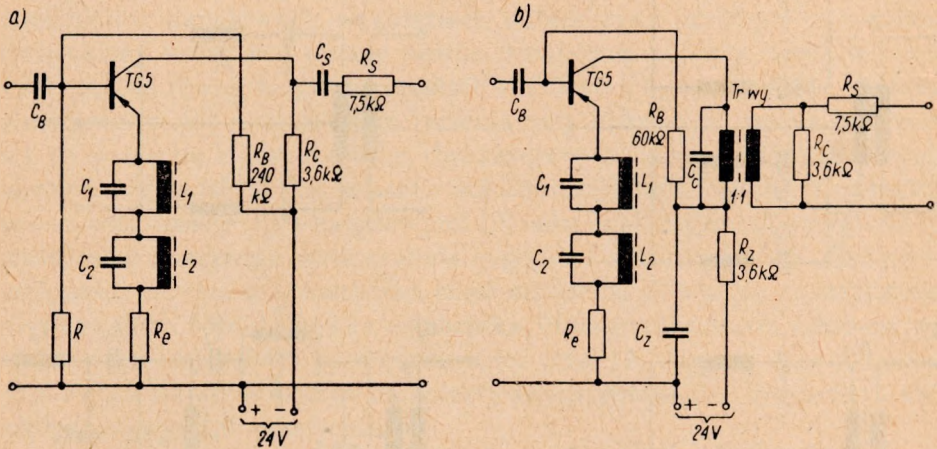 a)
C_B
TG5
C_1
L_1
C_2
L_2
R
R_e
R_B
240
kΩ
R_C
3,6kΩ
C_S
R_S
7,5kΩ
+ −
24V
b)
C_B
TG5
C_1
L_1
C_2
L_2
R_e
R_B
60kΩ
C_C
Tr wy
1:1
R_C
3,6kΩ
R_S
7,5kΩ
R_Z
3,6kΩ
C_Z
+ −
24V